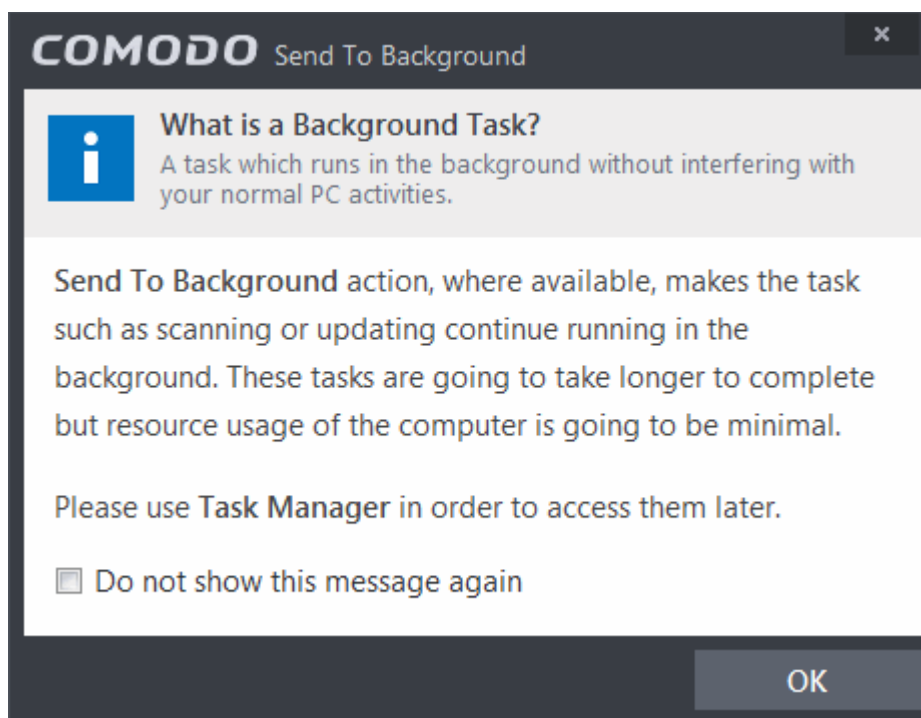 COMODO Send To Background
What is a Background Task?
A task which runs in the background without interfering with
your normal PC activities.
Send To Background action, where available, makes the task
such as scanning or updating continue running in the
background. These tasks are going to take longer to complete
but resource usage of the computer is going to be minimal.
Please use Task Manager in order to access them later.
Do not show this message again
OK